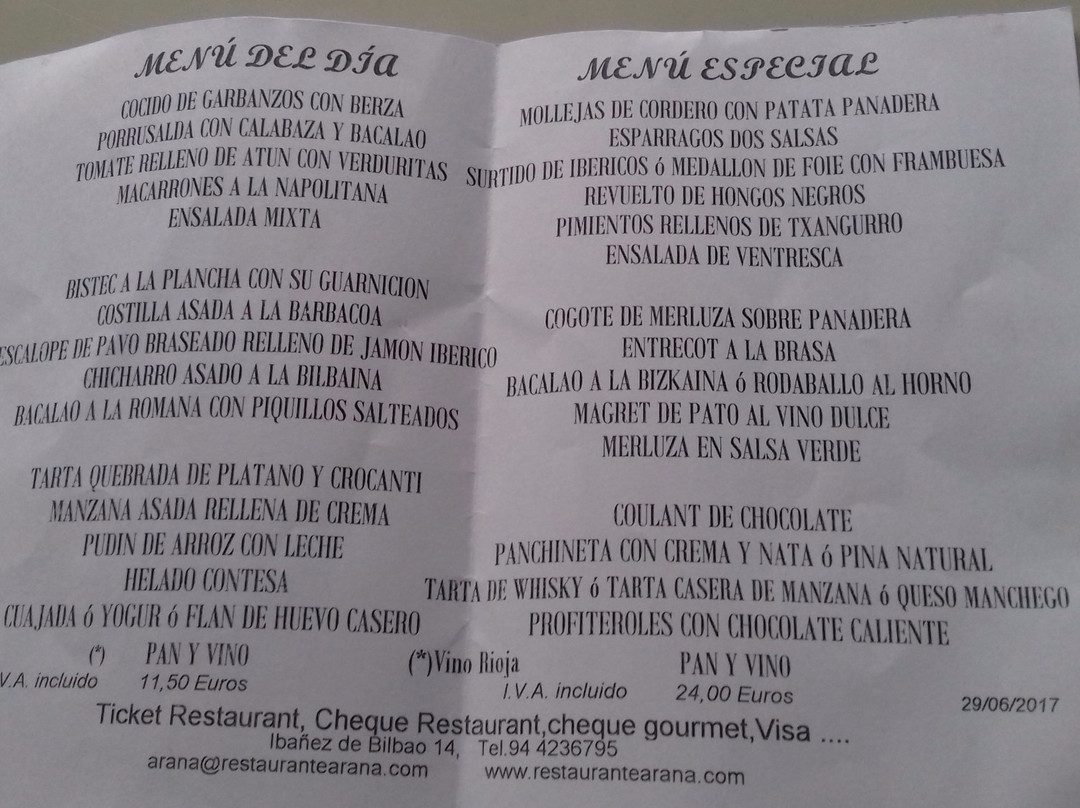 MENÚ DEL DÍA
COCIDO DE GARBANZOS CON BERZA
PORRUSALDA CON CALABAZA Y BACALAO
TOMATE RELLENO DE ATUN CON VERDURITAS
MACARRONES A LA NAPOLITANA
ENSALADA MIXTA
BISTEC A LA PLANCHA CON SU GUARNICION
COSTILLA ASADA A LA BARBACOA
ESCALOPE DE PAVO BRASEADO RELLENO DE JAMON IBERICO
CHICHARRO ASADO A LA BILBAINA
BACALAO A LA ROMANA CON PIQUILLOS SALTEADOS
TARTA QUEBRADA DE PLATANO Y CROCANTI
MANZANA ASADA RELLENA DE CREMA
PUDIN DE ARROZ CON LECHE
HELADO CONTESA
CUAJADA ó YOGUR ó FLAN DE HUEVO CASERO
(*) PAN Y VINO
V.A. incluido 11,50 Euros
MENÚ ESPECIAL
MOLLEJAS DE CORDERO CON PATATA PANADERA
ESPARRAGOS DOS SALSAS
SURTIDO DE IBERICOS ó MEDALLON DE FOIE CON FRAMBUESA
REVUELTO DE HONGOS NEGROS
PIMIENTOS RELLENOS DE TXANGURRO
ENSALADA DE VENTRESCA
COGOTE DE MERLUZA SOBRE PANADERA
ENTRECOT A LA BRASA
BACALAO A LA BIZKAINA ó RODABALLO AL HORNO
MAGRET DE PATO AL VINO DULCE
MERLUZA EN SALSA VERDE
COULANT DE CHOCOLATE
PANCHINETA CON CREMA Y NATA ó PINA NATURAL
TARTA DE WHISKY ó TARTA CASERA DE MANZANA ó QUESO MANCHEGO
PROFITEROLES CON CHOCOLATE CALIENTE
(*)Vino Rioja PAN Y VINO
I.V.A. incluido 24,00 Euros
29/06/2017
Ticket Restaurant, Cheque Restaurant,cheque gourmet,Visa ....
Ibañez de Bilbao 14, Tel.94 4236795
arana@restaurantearana.com www.restaurantearana.com